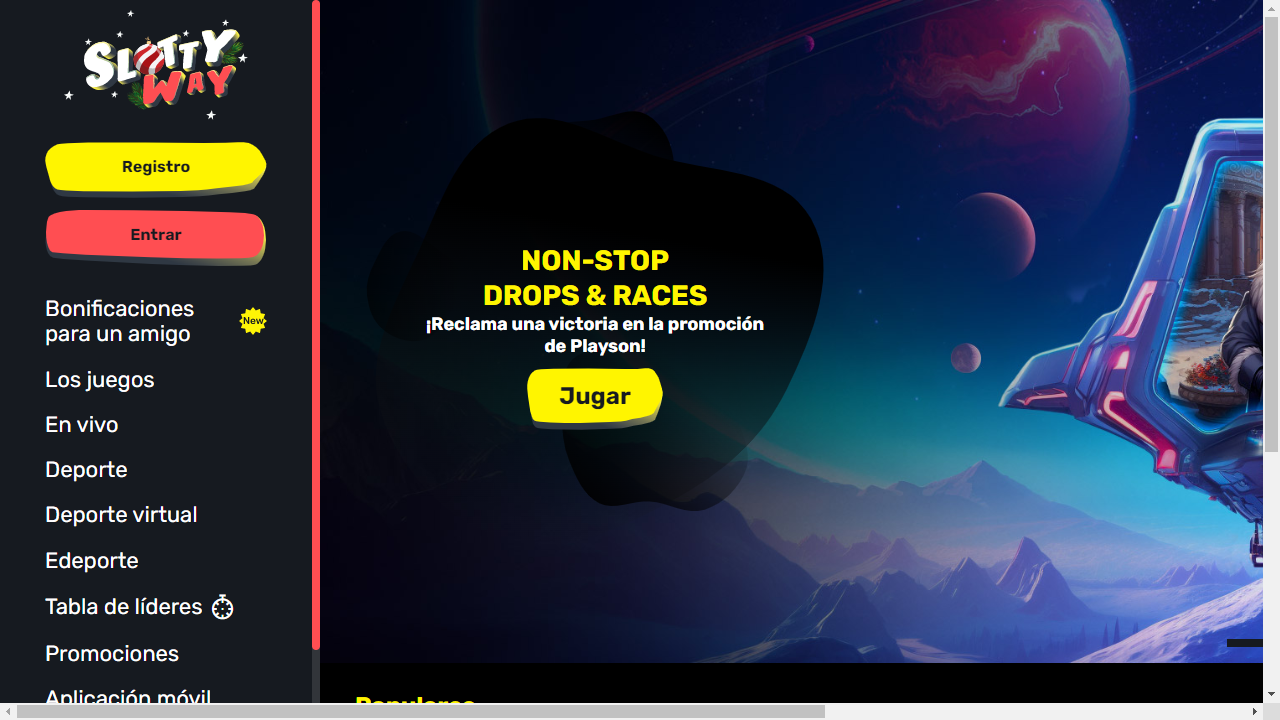 SLOTTY
WAY
Registro
Entrar
Bonificaciones
para un amigo
New
Los juegos
En vivo
Deporte
Deporte virtual
Edeporte
Tabla de líderes
Promociones
Aplicación móvil
NON-STOP
DROPS & RACES
¡Reclama una victoria en la promoción
de Playson!
Jugar
Populares